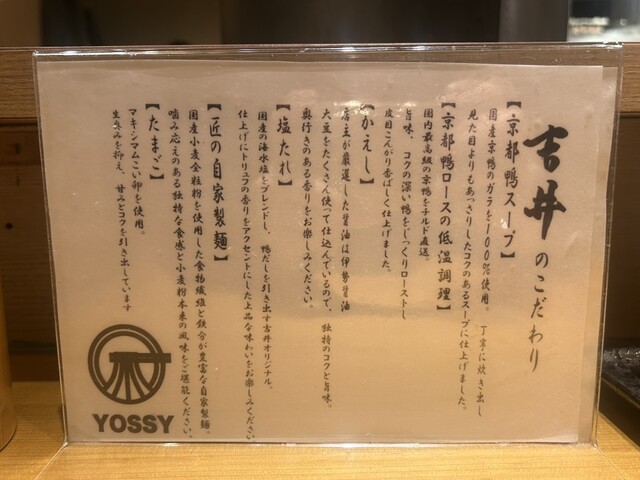 吉井のこだわり
【京都鴨スープ】
国産京鴨のガラを100%使用。 丁寧に炊き出し
見た目よりもあっさりしたコクのあるスープに仕上げました。
【京都鴨ロースの低温調理】
国内最高級の京鴨をチルド直送。
旨味、コクの深い鴨をじっくりローストし
皮目こんがり香ばしく仕上げました。
【かえし】
店主が厳選した醤油は伊勢醤油
大豆をたくさん使って仕込んでいるので、独特のコクと旨味。
奥行きのある香りをお楽しみください。
【塩たれ】
国産の海水塩をブレンドし、鴨だしを引き出す吉井オリジナル。
仕上げにトリュフの香りをアクセントにした上品な味わいをお楽しみください
【匠の自家製麺】
国産小麦全粒粉を使用した食物繊維と鉄分が豊富な自家製麺。
噛み応えのある独特な食感と小麦粉本来の風味をご堪能ください。
【たまご】
マキシマムこい卵を使用。
生臭みを抑え、甘みとコクを引き出しています
YOSSY